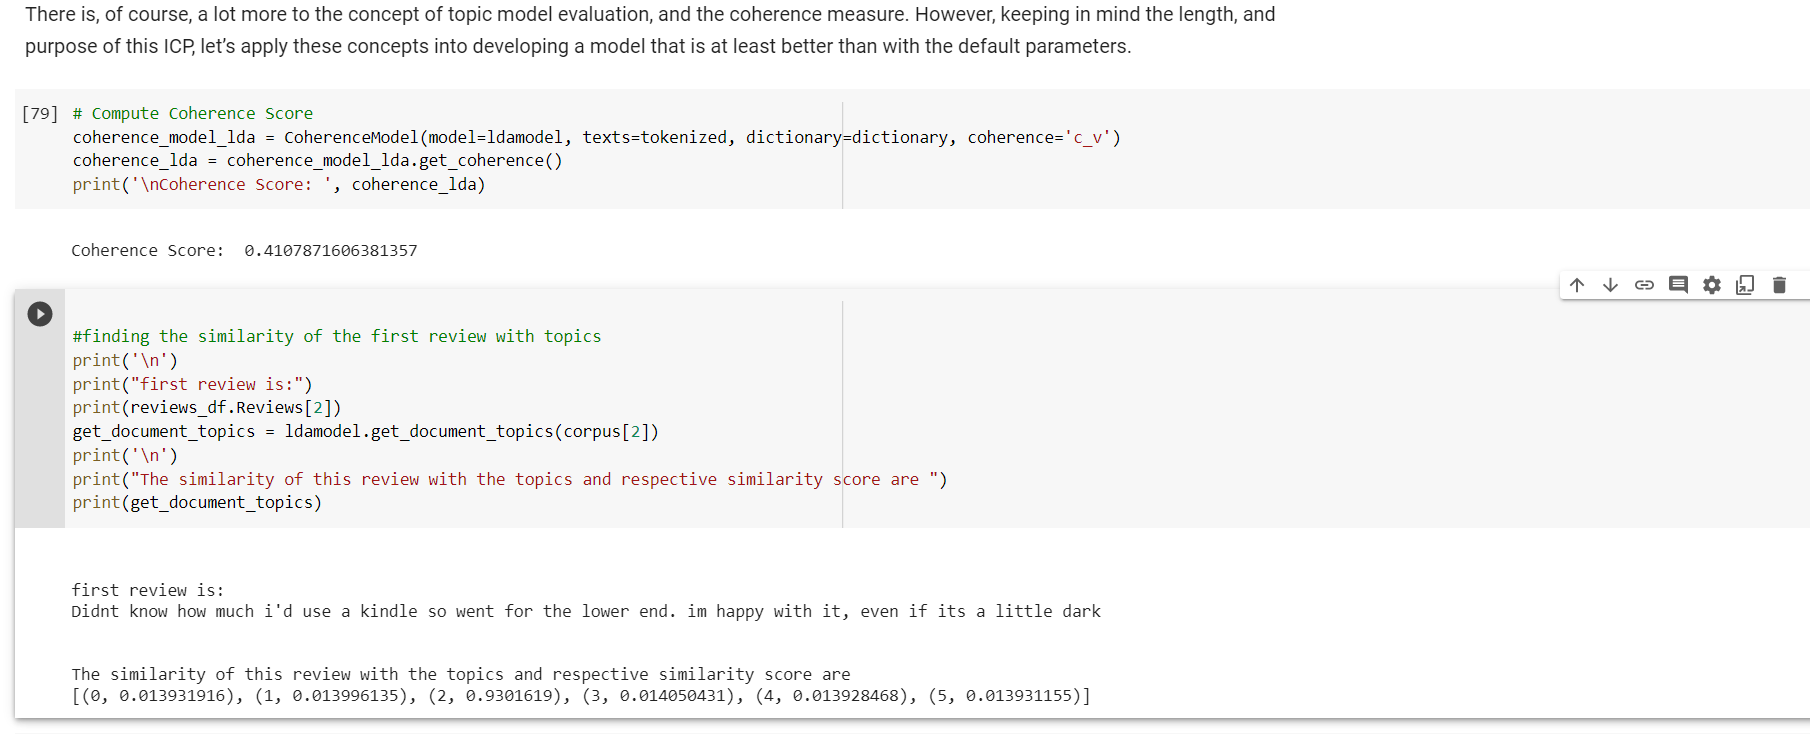 There is, of course, a lot more to the concept of topic model evaluation, and the coherence measure. However, keeping in mind the length, and
purpose of this ICP, let’s apply these concepts into developing a model that is at least better than with the default parameters.
[79] # Compute Coherence Score
coherence_model_lda = CoherenceModel(model=ldamodel, texts=tokenized, dictionary=dictionary, coherence='c_v')
coherence_lda = coherence_model_lda.get_coherence()
print('\nCoherence Score: ', coherence_lda)
Coherence Score:  0.4107871606381357
#finding the similarity of the first review with topics
print('\n')
print("first review is:")
print(reviews_df.Reviews[2])
get_document_topics = ldamodel.get_document_topics(corpus[2])
print('\n')
print("The similarity of this review with the topics and respective similarity score are ")
print(get_document_topics)
first review is:
Didnt know how much i'd use a kindle so went for the lower end. im happy with it, even if its a little dark
The similarity of this review with the topics and respective similarity score are
[(0, 0.013931916), (1, 0.013996135), (2, 0.9301619), (3, 0.014050431), (4, 0.013928468), (5, 0.013931155)]